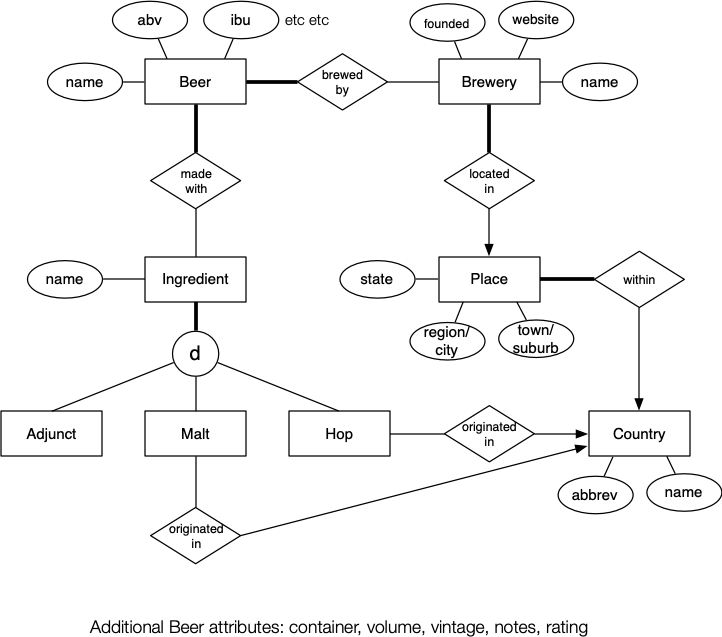 abv
ibu
etc etc
founded
website
name
Beer
brewed
by
Brewery
name
made
with
located
in
name
Ingredient
state
Place
within
region/
city
town/
suburb
d
Adjunct
Malt
Hop
originated
in
Country
abbrev
name
originated
in
Additional Beer attributes: container, volume, vintage, notes, rating